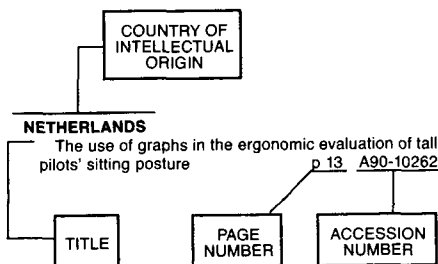 COUNTRY OF
INTELLECTUAL
ORIGIN
NETHERLANDS
The use of graphs in the ergonomic evaluation of tall
pilots' sitting posture p 13 A90-10262
TITLE
PAGE
NUMBER
ACCESSION
NUMBER